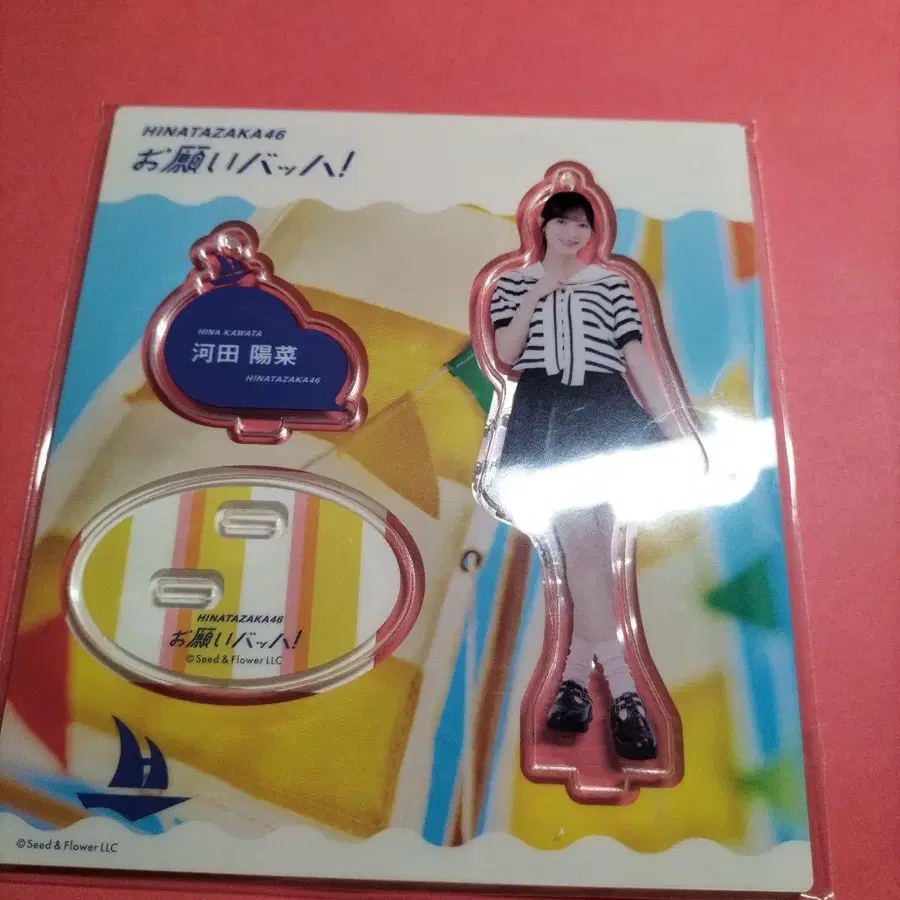 HINATAZAKA46
お願いバッハ!
HINA KAWATA
河田 陽菜
HINATAZAKA46
HINATAZAKA46
お願いバッハ!
©Seed & Flower LLC
©Seed & Flower LLC